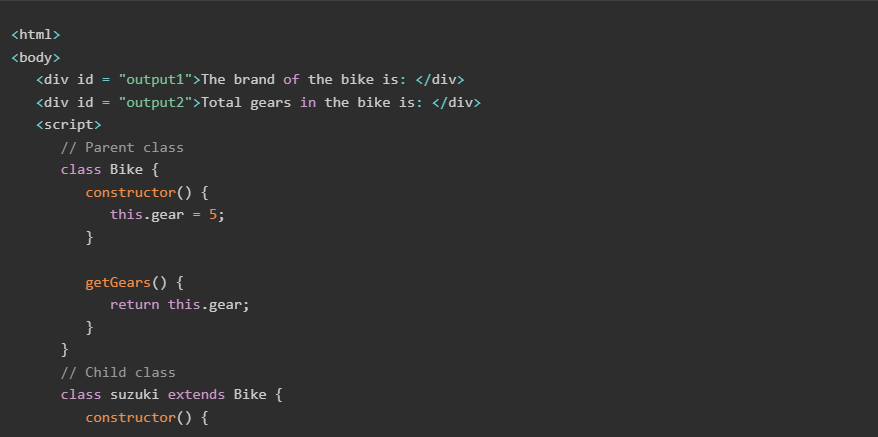 <html>
<body>
   <div id = "output1">The brand of the bike is: </div>
   <div id = "output2">Total gears in the bike is: </div>
   <script>
      // Parent class
      class Bike {
         constructor() {
            this.gear = 5;
         }

         getGears() {
            return this.gear;
         }
      }
      // Child class
      class suzuki extends Bike {
         constructor() {